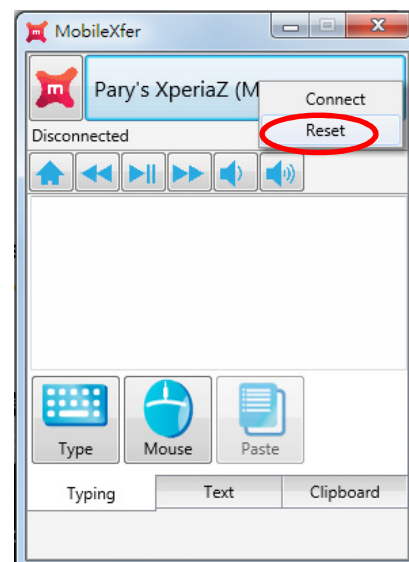 MobileXfer
Pary's XperiaZ (M
Connect
Reset
Disconnected
Type
Mouse
Paste
Typing
Text
Clipboard